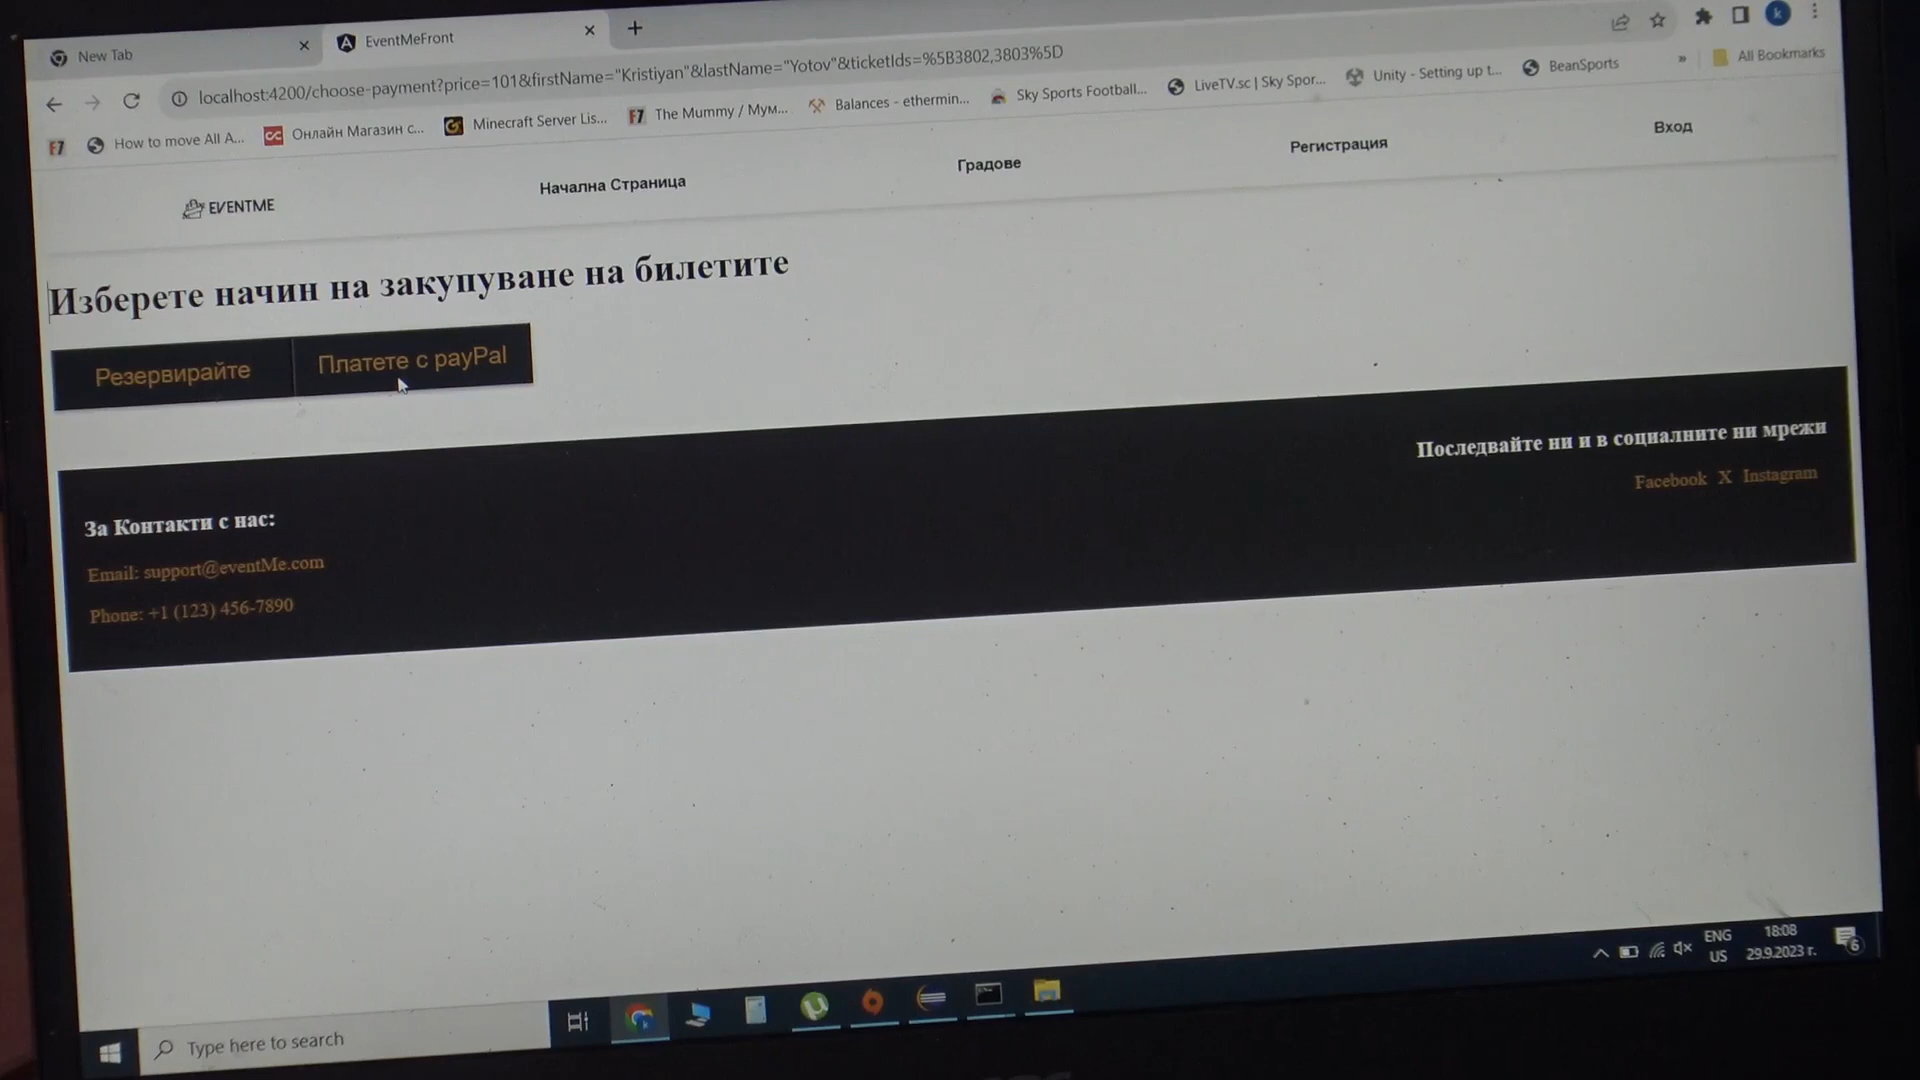 New Tab
EventMeFront
localhost:4200/choose-payment?price=101&firstName="Kristiyan"&lastName="Yotov"&ticketIds=%5B3802,3803%5D
How to move All A...
Онлайн Магазин с...
Minecraft Server Lis...
The Mummy / Мум...
Balances - ethermin...
Sky Sports Football...
LiveTV.sc | Sky Spor...
Unity - Setting up t...
BeanSports
»
All Bookmarks
EVENTME
Начална Страница
Градове
Регистрация
Вход
Изберете начин на закупуване на билетите
Резервирайте
Платете с payPal
Последвайте ни и в социалните ни мрежи
Facebook X Instagram
За Контакти с нас:
Email: support@eventMe.com
Phone: +1 (123) 456-7890
Type here to search
ENG
US
18:08
29.9.2023 г.
6